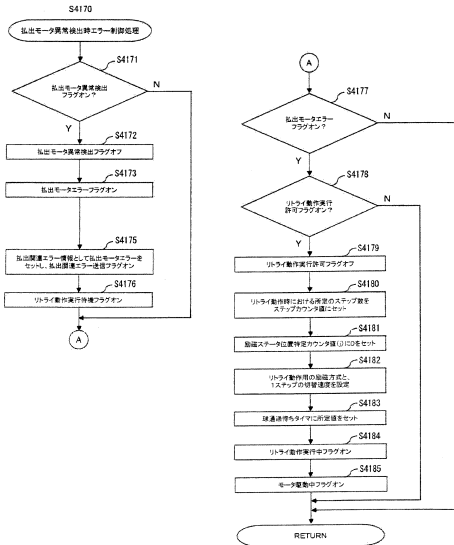 S4170
払出モータ異常検出時エラー制御処理
S4171
払出モータ異常検出
フラグオン?
N
Y
S4172
払出モータ異常検出フラグオフ
S4173
払出モータエラーフラグオン
S4175
払出関連エラー情報として払出モータエラーを
セットし、払出関連エラー送信フラグオン
S4176
リトライ動作実行待機フラグオン
A
A
S4177
払出モータエラー
フラグオン?
N
Y
S4178
リトライ動作実行
許可フラグオン?
N
Y
S4179
リトライ動作実行許可フラグオフ
S4180
リトライ動作時における所定のステップ数を
ステップカウンタ値にセット
S4181
励磁ステータ位置特定カウンタ値(j)に0をセット
S4182
リトライ動作用の励磁方式と、
1ステップの切替速度を設定
S4183
球通過待ちタイマに所定値をセット
S4184
リトライ動作実行中フラグオン
S4185
モータ駆動中フラグオン
RETURN